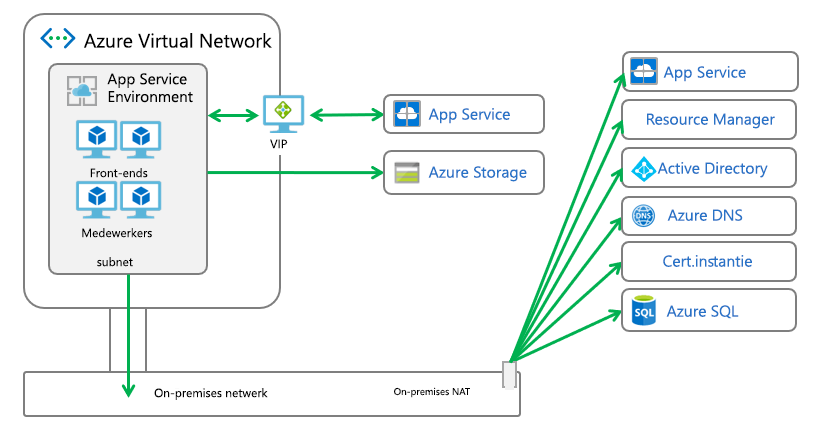 Azure Virtual Network
App Service
Environment
Front-ends
Medewerkers
subnet
VIP
App Service
Azure Storage
App Service
Resource Manager
Active Directory
DNS
Azure DNS
Cert.instantie
SQL
Azure SQL
On-premises netwerk
On-premises NAT